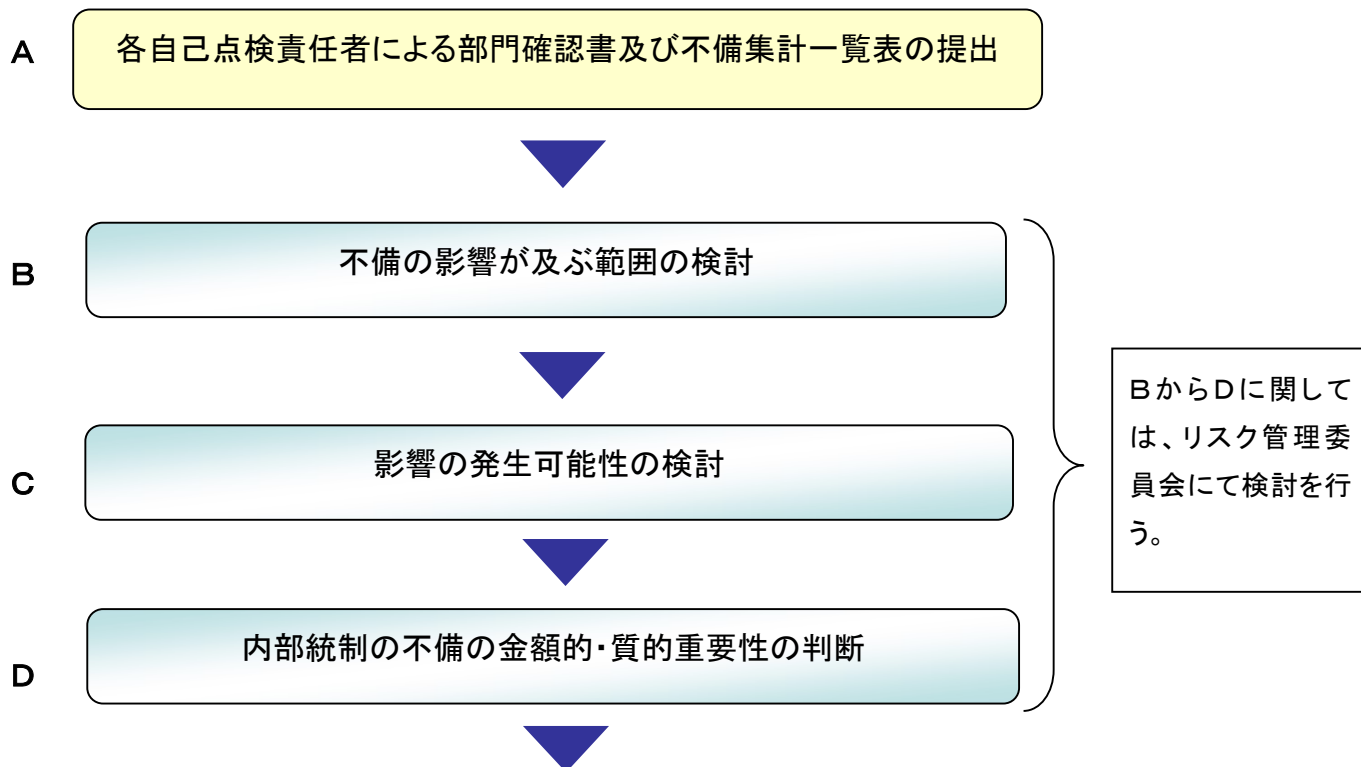 A
各自己点検責任者による部門確認書及び不備集計一覧表の提出
B
不備の影響が及ぶ範囲の検討
C
影響の発生可能性の検討
D
内部統制の不備の金額的・質的重要性の判断
BからDに関して
は、リスク管理委
員会にて検討を行
う。